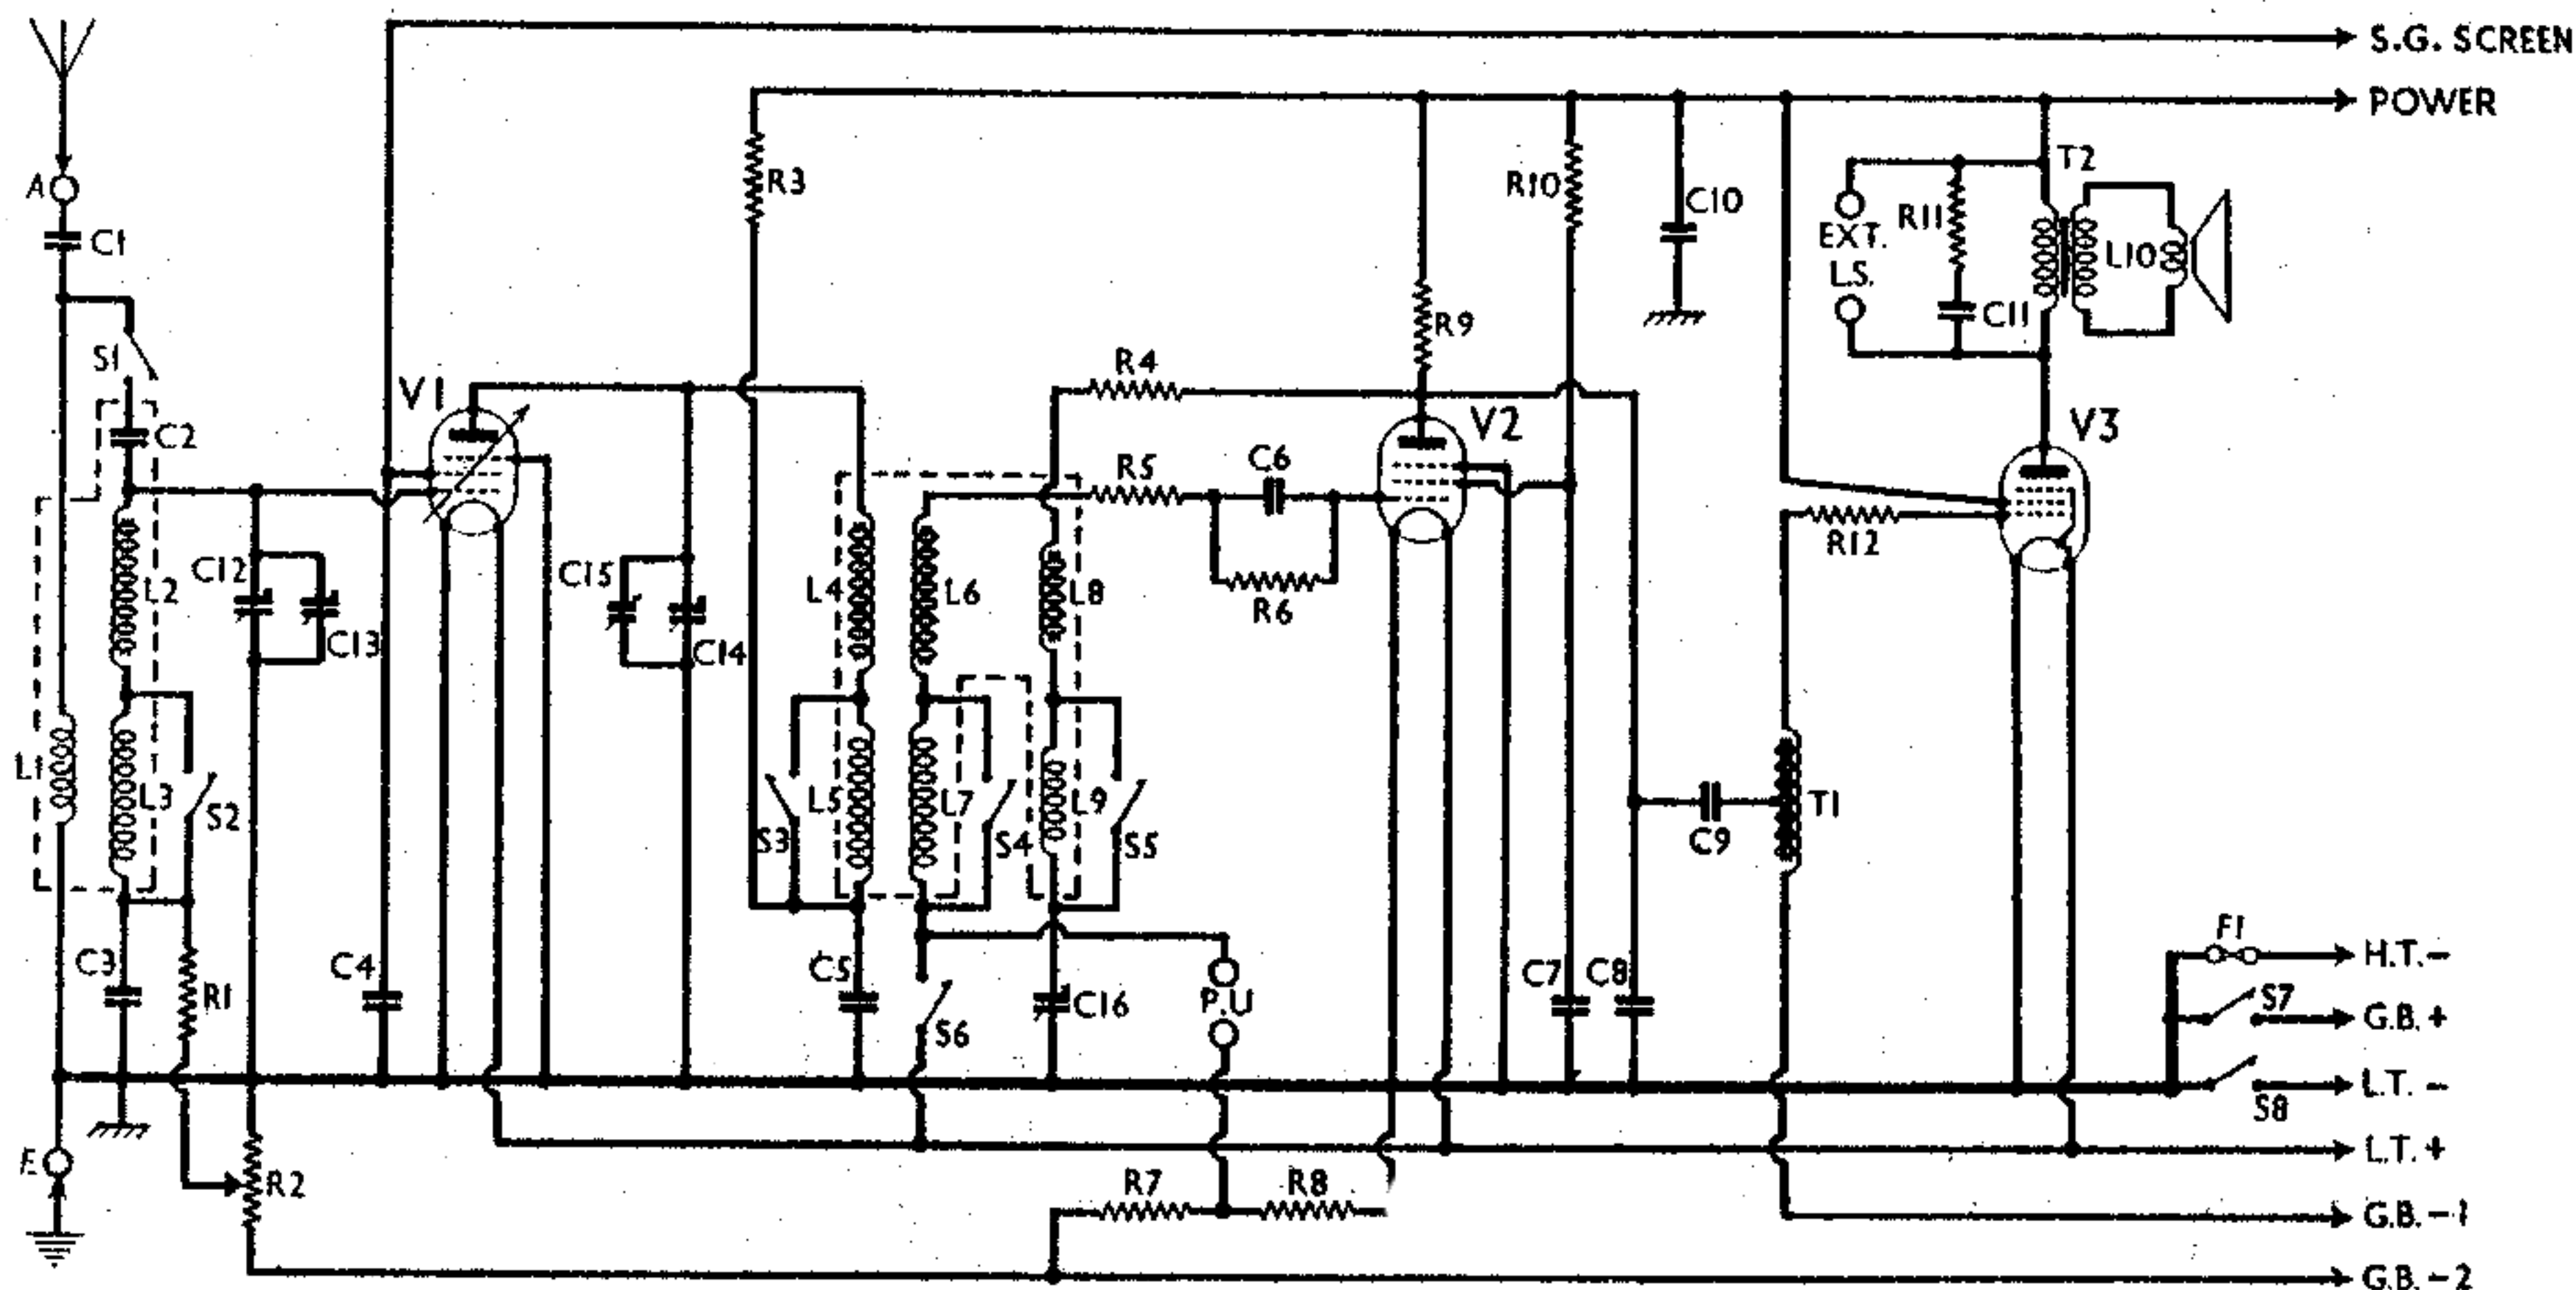 S.G. SCREEN
POWER
A
C1
S1
C2
V1
L2
C12
C13
L1
L3
S2
C3
R1
C4
E
R2
R3
C15
C14
L4
L5
S3
C5
L6
L7
S4
S6
R4
R5
C6
R6
L8
L9
S5
C16
P.U
R7
R8
R9
V2
R10
C10
C7
C8
C9
T1
EXT.
L.S.
R11
C11
T2
L10
V3
R12
F1
H.T.-
S7
G.B.+
L.T.-
S8
L.T.+
G.B.-1
G.B.-2